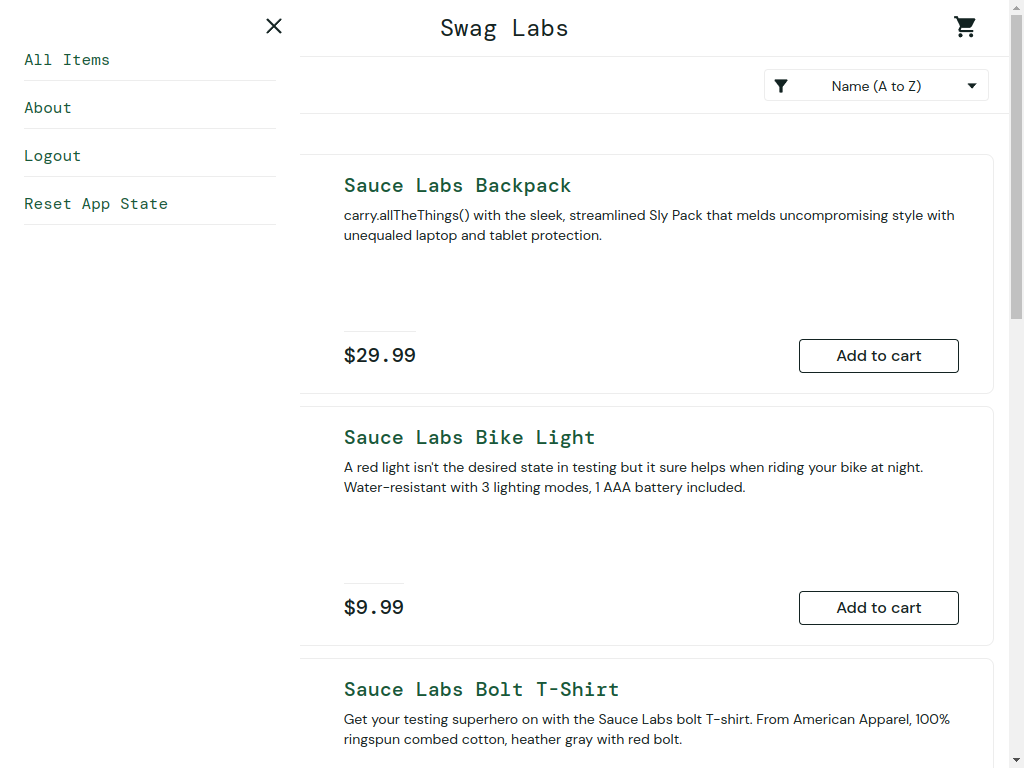 All Items
About
Logout
Reset App State
Swag Labs
Name (A to Z)
Sauce Labs Backpack
carry.allTheThings() with the sleek, streamlined Sly Pack that melds uncompromising style with
unequaled laptop and tablet protection.
$29.99
Add to cart
Sauce Labs Bike Light
A red light isn't the desired state in testing but it sure helps when riding your bike at night.
Water-resistant with 3 lighting modes, 1 AAA battery included.
$9.99
Add to cart
Sauce Labs Bolt T-Shirt
Get your testing superhero on with the Sauce Labs bolt T-shirt. From American Apparel, 100%
ringspun combed cotton, heather gray with red bolt.